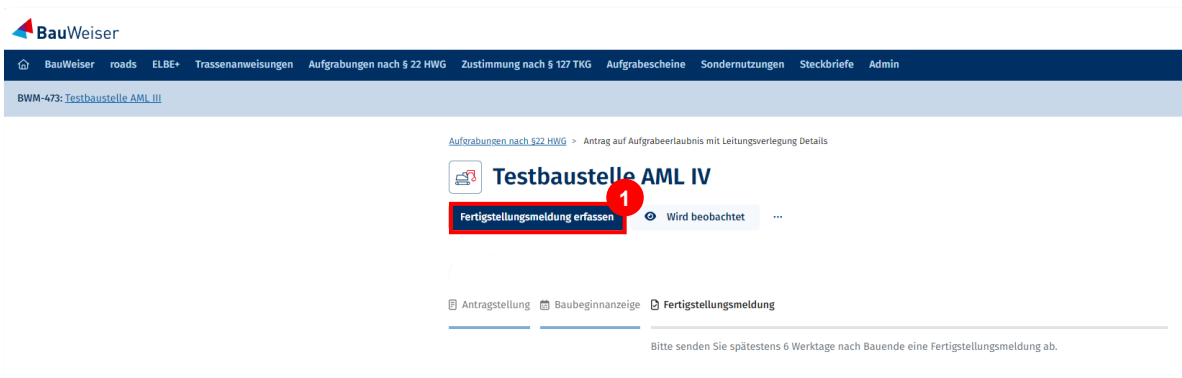 BauWeiser
BauWeiser roads ELBE+ Trassenanweisungen Aufgrabungen nach § 22 HWG Zustimmung nach § 127 TKG Aufgrabescheine Sondernutzungen Steckbriefe Admin
BWM-473: Testbaustelle AML III
Aufgrabungen nach §22 HWG > Antrag auf Aufgrabeerlaubnis mit Leitungsverlegung Details
Testbaustelle AML IV
1
Fertigstellungsmeldung erfassen Wird beobachtet ...
Antragstellung Baubeginnanzeige Fertigstellungsmeldung
Bitte senden Sie spätestens 6 Werktage nach Bauende eine Fertigstellungsmeldung ab.